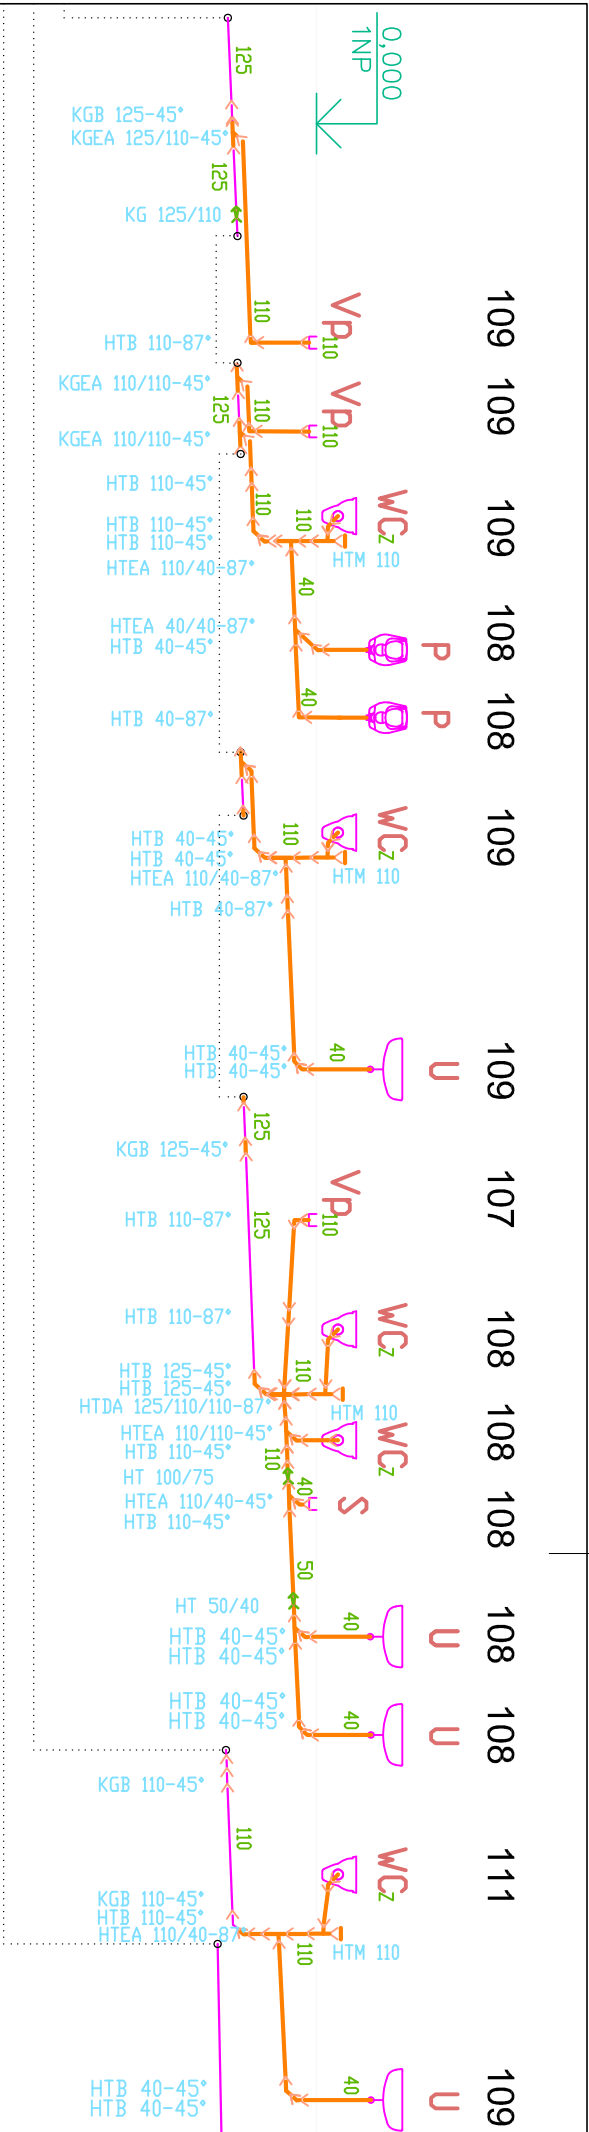 0,000
1NP
125
KGB 125-45°
KGEA 125/110-45°
125
KG 125/110
109
Vp
110
110
HTB 110-87°
109
Vp
KGEA 110/110-45°
125
110
110
KGEA 110/110-45°
HTB 110-45°
109
WCz
110
110
HTB 110-45°
HTB 110-45°
HTM 110
HTEA 110/40-87°
40
108
P
HTEA 40/40-87°
HTB 40-45°
108
P
40
HTB 40-87°
109
WCz
110
HTB 40-45°
HTB 40-45°
HTM 110
HTEA 110/40-87°
HTB 40-87°
109
U
40
HTB 40-45°
HTB 40-45°
125
KGB 125-45°
107
Vp
110
125
HTB 110-87°
108
WCz
HTB 110-87°
110
HTB 125-45°
HTB 125-45°
HTDA 125/110/110-87°
HTM 110
108
WCz
HTEA 110/110-45°
HTB 110-45°
110
HT 100/75
40
108
S
HTEA 110/40-45°
HTB 110-45°
50
HT 50/40
108
U
40
HTB 40-45°
HTB 40-45°
108
U
40
HTB 40-45°
HTB 40-45°
KGB 110-45°
110
111
WCz
KGB 110-45°
HTB 110-45°
HTEA 110/40-87°
110
HTM 110
109
U
40
HTB 40-45°
HTB 40-45°